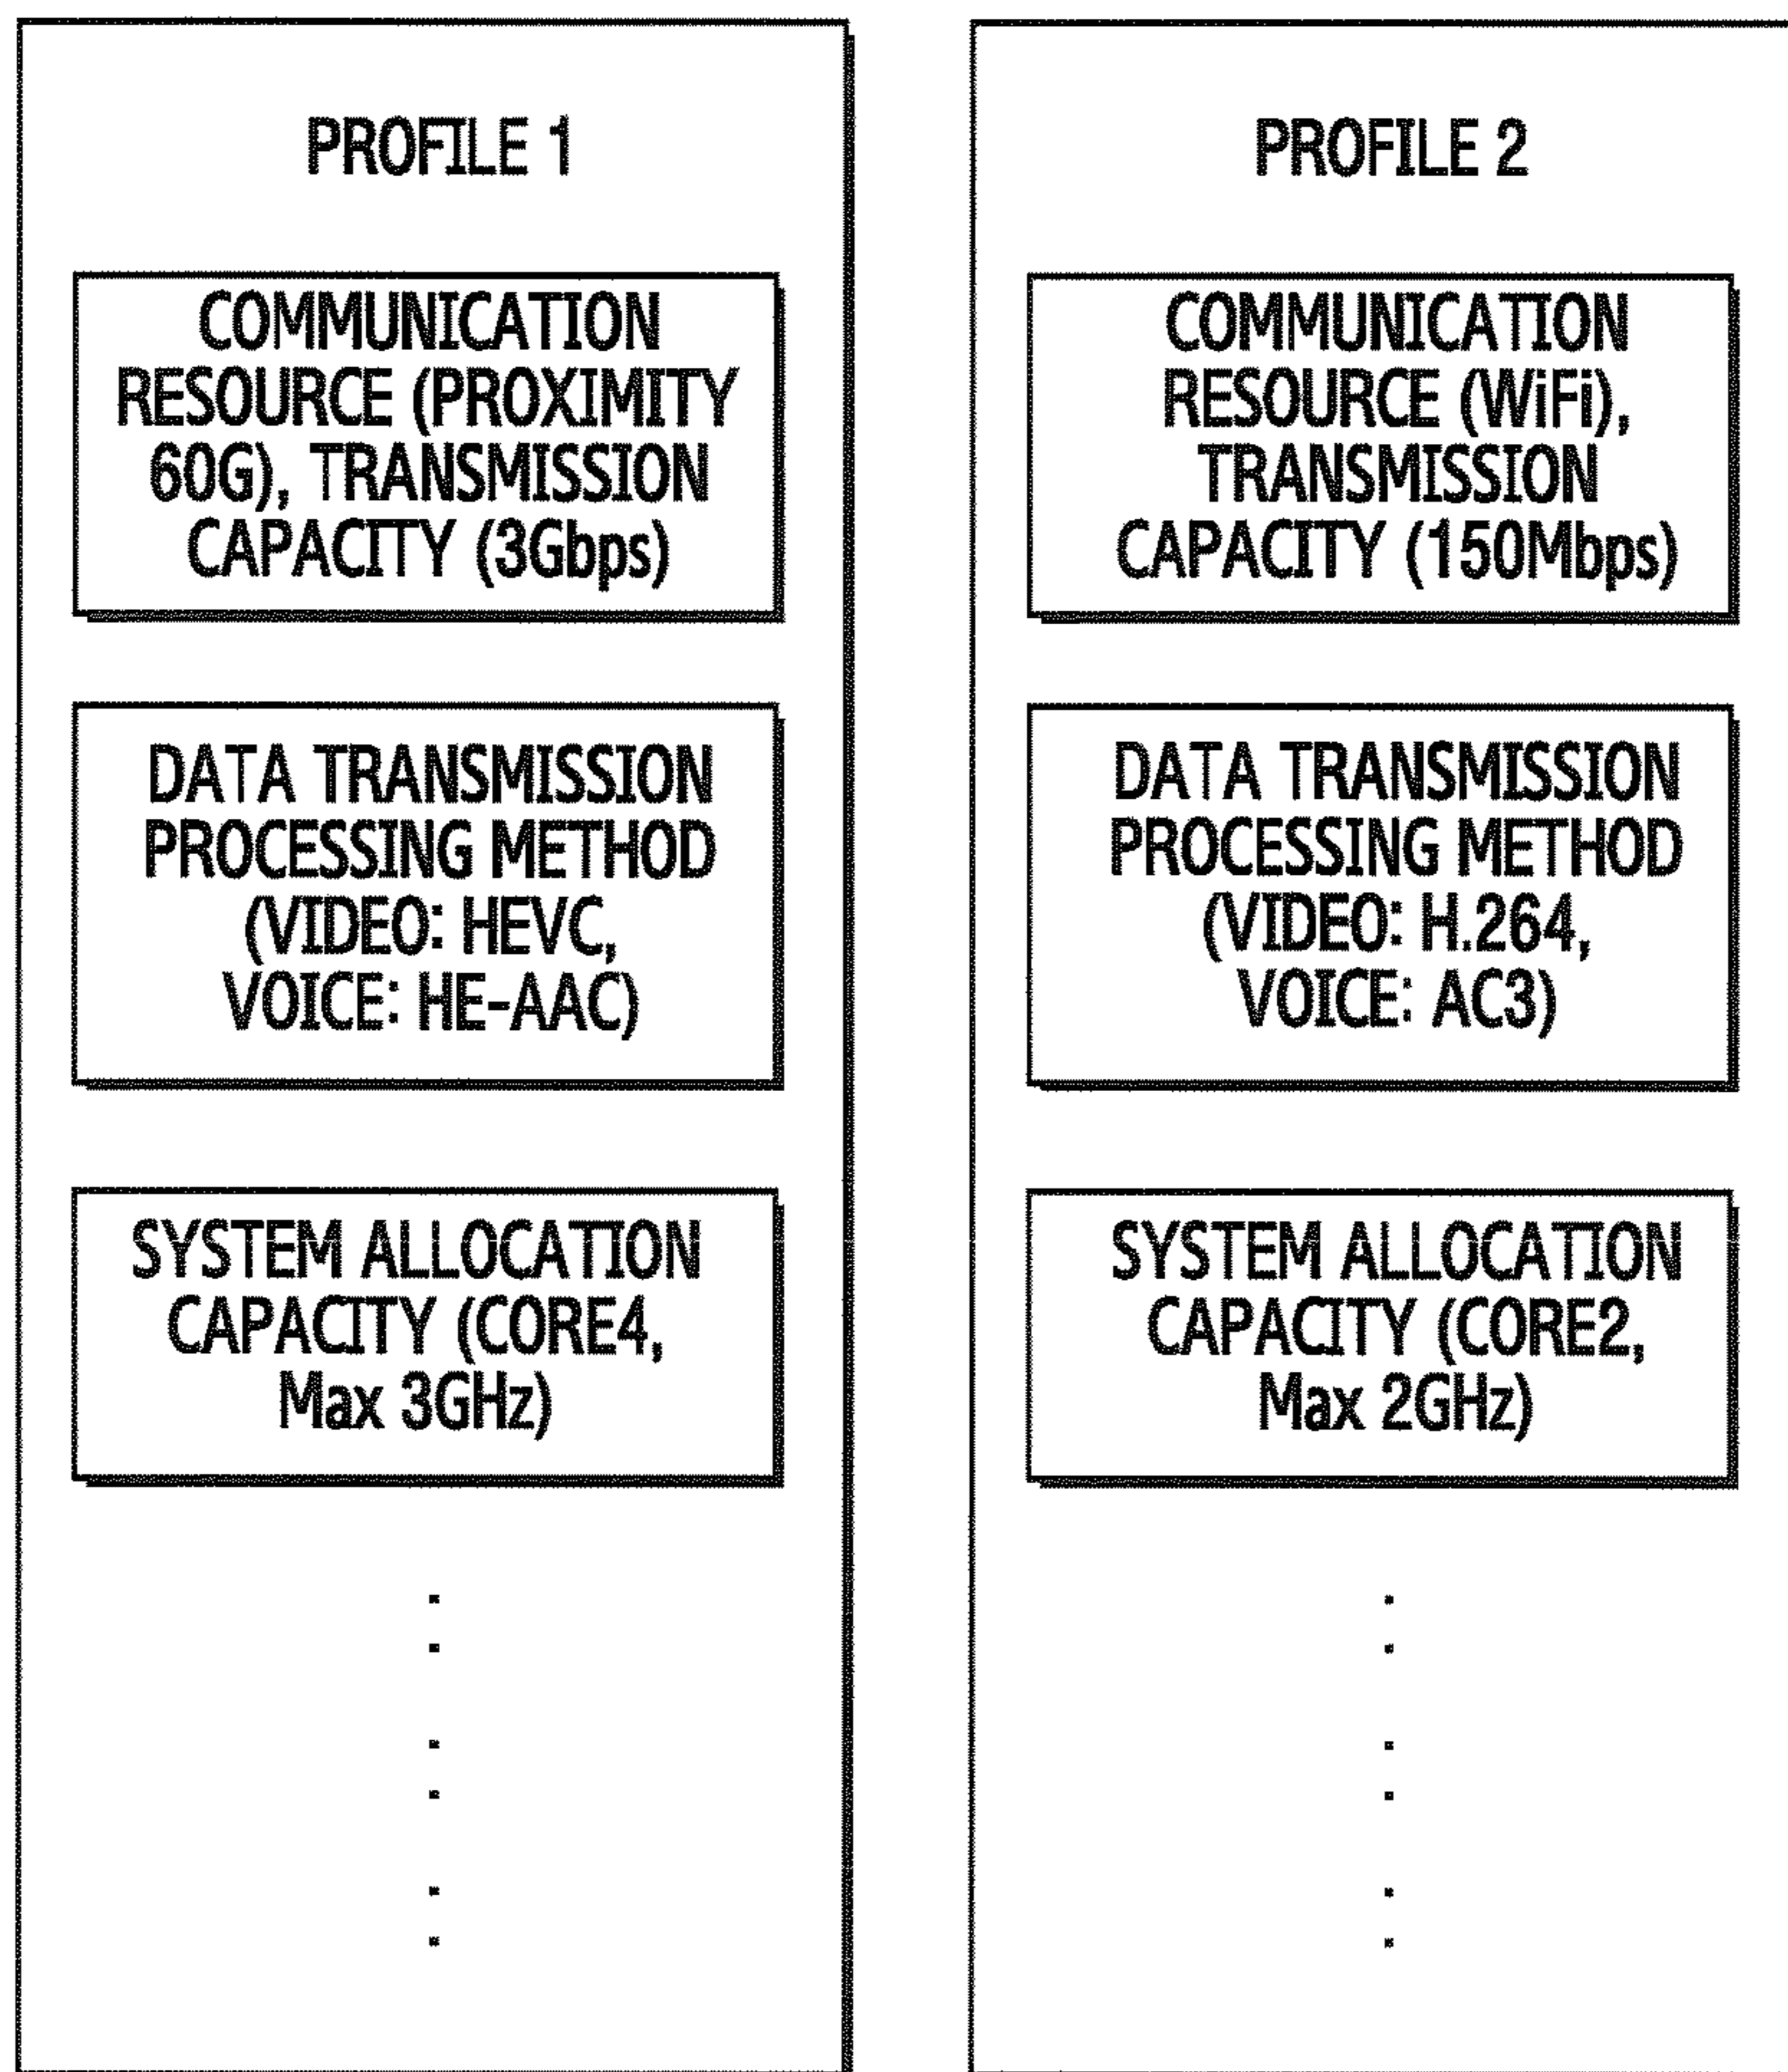 PROFILE 1
COMMUNICATION
RESOURCE (PROXIMITY
60G), TRANSMISSION
CAPACITY (3Gbps)
DATA TRANSMISSION
PROCESSING METHOD
(VIDEO: HEVC,
VOICE: HE-AAC)
SYSTEM ALLOCATION
CAPACITY (CORE4,
Max 3GHz)
PROFILE 2
COMMUNICATION
RESOURCE (WiFi),
TRANSMISSION
CAPACITY (150Mbps)
DATA TRANSMISSION
PROCESSING METHOD
(VIDEO: H.264,
VOICE: AC3)
SYSTEM ALLOCATION
CAPACITY (CORE2,
Max 2GHz)